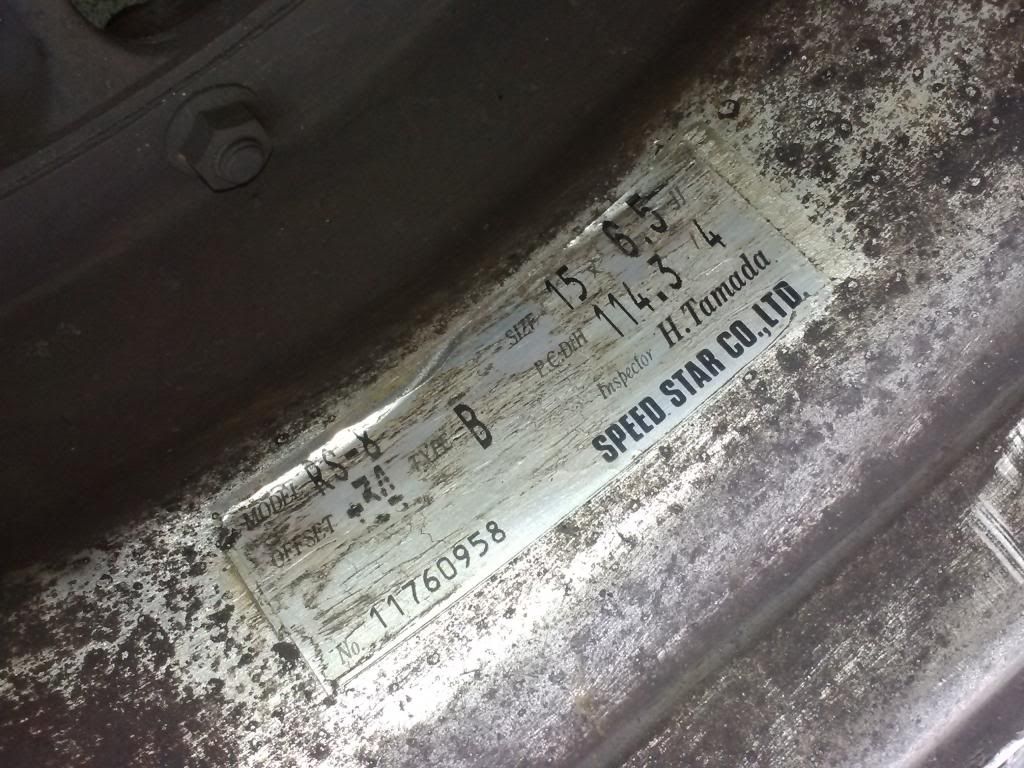 MODEL RS-8 SIZE 15 x 6.5 JJ
OFFSET TYPE B P.C.D/H 114.3 / 4
Inspector H.Tamada
No. 11760958 SPEED STAR CO.,LTD.